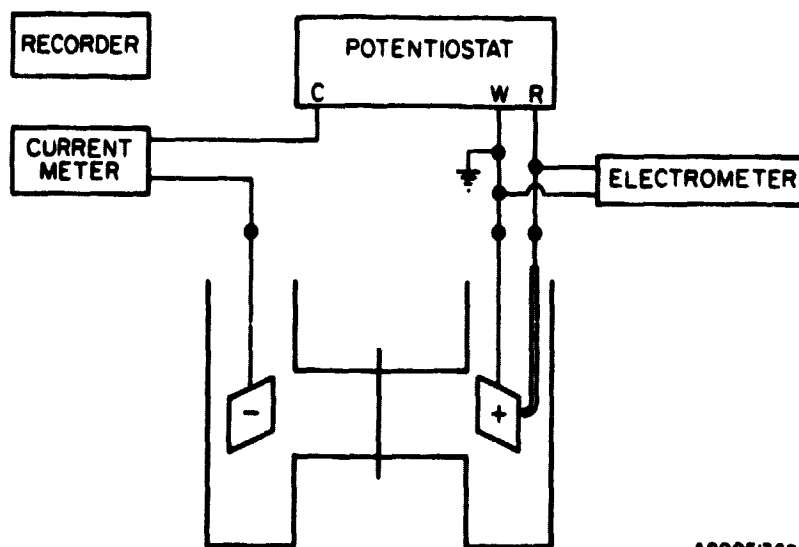 RECORDER
POTENTIOSTAT
C W R
CURRENT
METER
ELECTROMETER
-
+